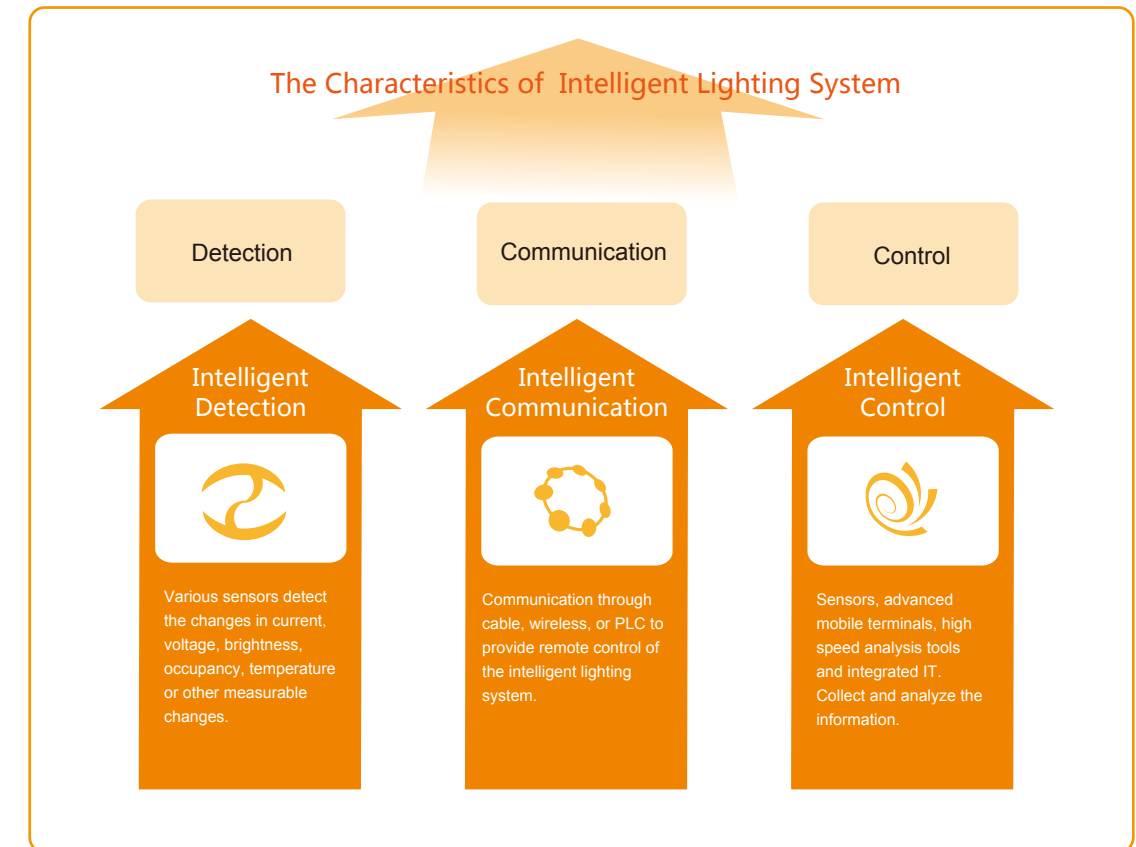 The Characteristics of  Intelligent Lighting System
Detection
Communication
Control
Intelligent
Detection
Various sensors detect
the changes in current,
voltage, brightness,
occupancy, temperature
or other measurable
changes.
Intelligent
Communication
Communication through
cable, wireless, or PLC to
provide remote control of
the intelligent lighting
system.
Intelligent
Control
Sensors, advanced
mobile terminals, high
speed analysis tools
and integrated IT.
Collect and analyze the
information.